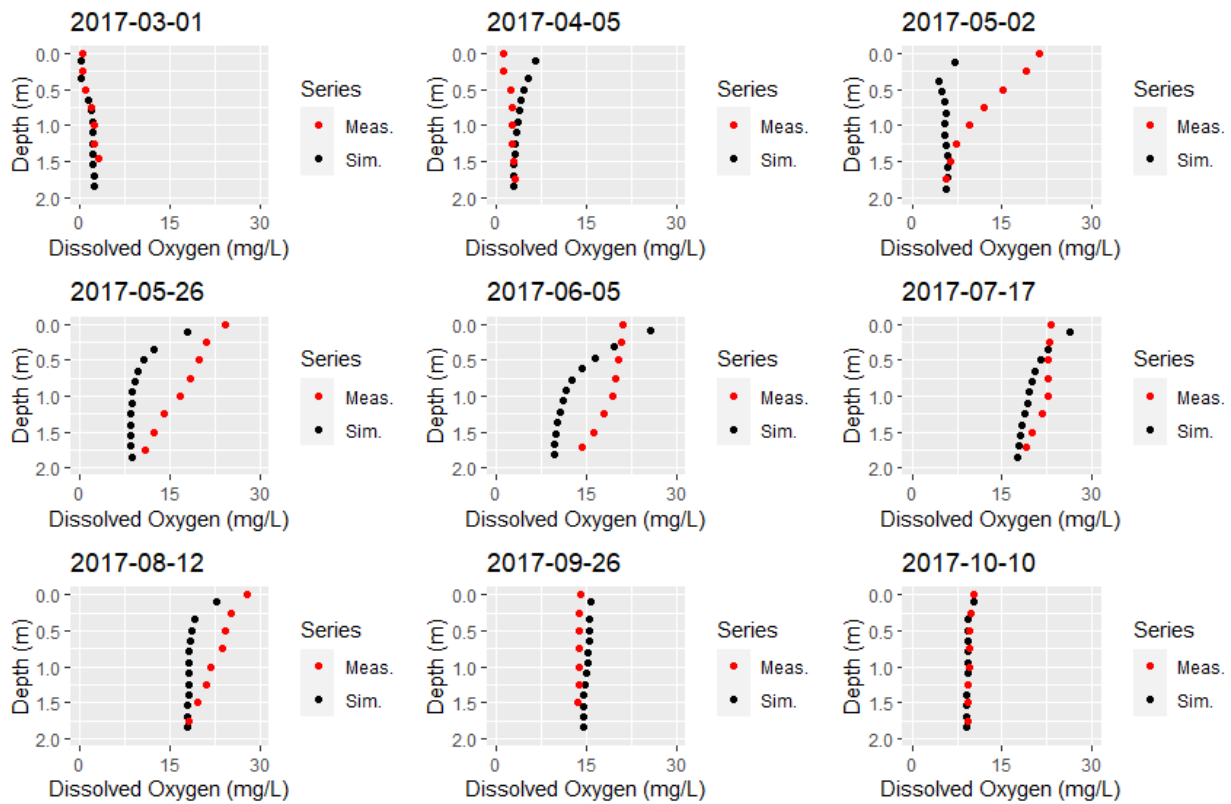 2017-03-01
0.0
0.5
1.0
1.5
2.0
Depth (m)
0 15 30
Dissolved Oxygen (mg/L)
Series
Meas.
Sim.
2017-04-05
0.0
0.5
1.0
1.5
2.0
Depth (m)
0 15 30
Dissolved Oxygen (mg/L)
Series
Meas.
Sim.
2017-05-02
0.0
0.5
1.0
1.5
2.0
Depth (m)
0 15 30
Dissolved Oxygen (mg/L)
Series
Meas.
Sim.
2017-05-26
0.0
0.5
1.0
1.5
2.0
Depth (m)
0 15 30
Dissolved Oxygen (mg/L)
Series
Meas.
Sim.
2017-06-05
0.0
0.5
1.0
1.5
2.0
Depth (m)
0 15 30
Dissolved Oxygen (mg/L)
Series
Meas.
Sim.
2017-07-17
0.0
0.5
1.0
1.5
2.0
Depth (m)
0 15 30
Dissolved Oxygen (mg/L)
Series
Meas.
Sim.
2017-08-12
0.0
0.5
1.0
1.5
2.0
Depth (m)
0 15 30
Dissolved Oxygen (mg/L)
Series
Meas.
Sim.
2017-09-26
0.0
0.5
1.0
1.5
2.0
Depth (m)
0 15 30
Dissolved Oxygen (mg/L)
Series
Meas.
Sim.
2017-10-10
0.0
0.5
1.0
1.5
2.0
Depth (m)
0 15 30
Dissolved Oxygen (mg/L)
Series
Meas.
Sim.